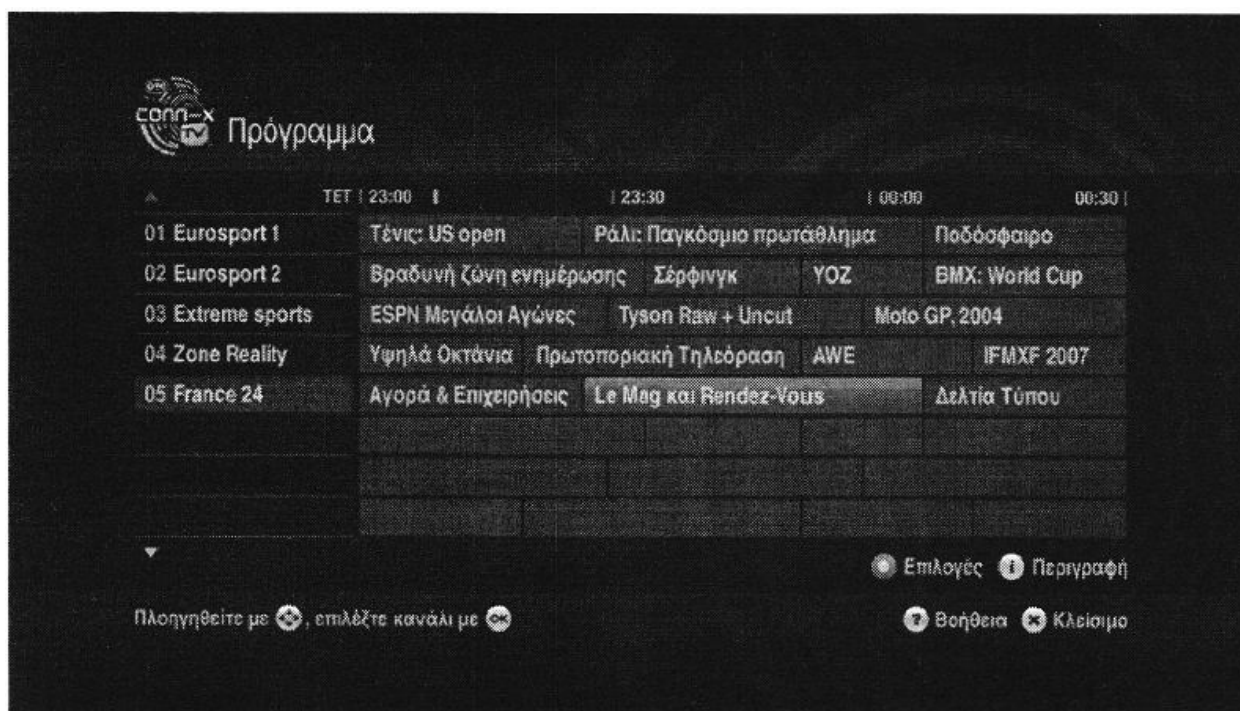 conn-x
TV
Πρόγραμμα
ΤΕΤ 23:00 23:30 00:00 00:30
01 Eurosport 1 Τένις: US open Ράλι: Παγκόσμιο πρωτάθλημα Ποδόσφαιρο
02 Eurosport 2 Βραδυνή ζώνη ενημέρωσης Σέρφινγκ YOZ BMX: World Cup
03 Extreme sports ESPN Μεγάλοι Αγώνες Tyson Raw + Uncut Moto GP, 2004
04 Zone Reality Υψηλά Οκτάνια Πρωτοποριακή Τηλεόραση AWE IFMXF 2007
05 France 24 Αγορά & Επιχειρήσεις Le Mag και Rendez-Vous Δελτία Τύπου
Επιλογές i Περιγραφή
Πλοηγηθείτε με , επιλέξτε κανάλι με OK ? Βοήθεια × Κλείσιμο